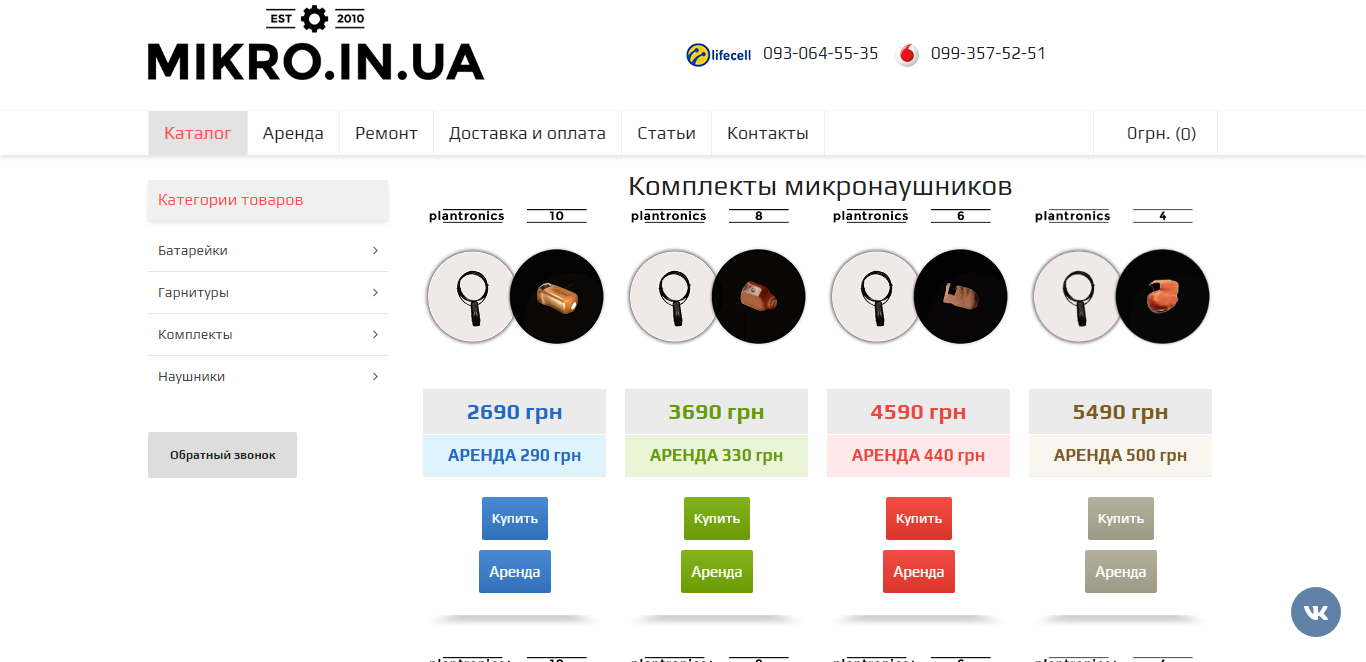 EST 2010
MIKRO.IN.UA
lifecell 093-064-55-35 099-357-52-51
Каталог Аренда Ремонт Доставка и оплата Статьи Контакты 0грн. (0)
Категории товаров
Батарейки
Гарнитуры
Комплекты
Наушники
Обратный звонок
Комплекты микронаушников
plantronics 10 plantronics 8 plantronics 6 plantronics 4
2690 грн 3690 грн 4590 грн 5490 грн
АРЕНДА 290 грн АРЕНДА 330 грн АРЕНДА 440 грн АРЕНДА 500 грн
Купить Купить Купить Купить
Аренда Аренда Аренда Аренда